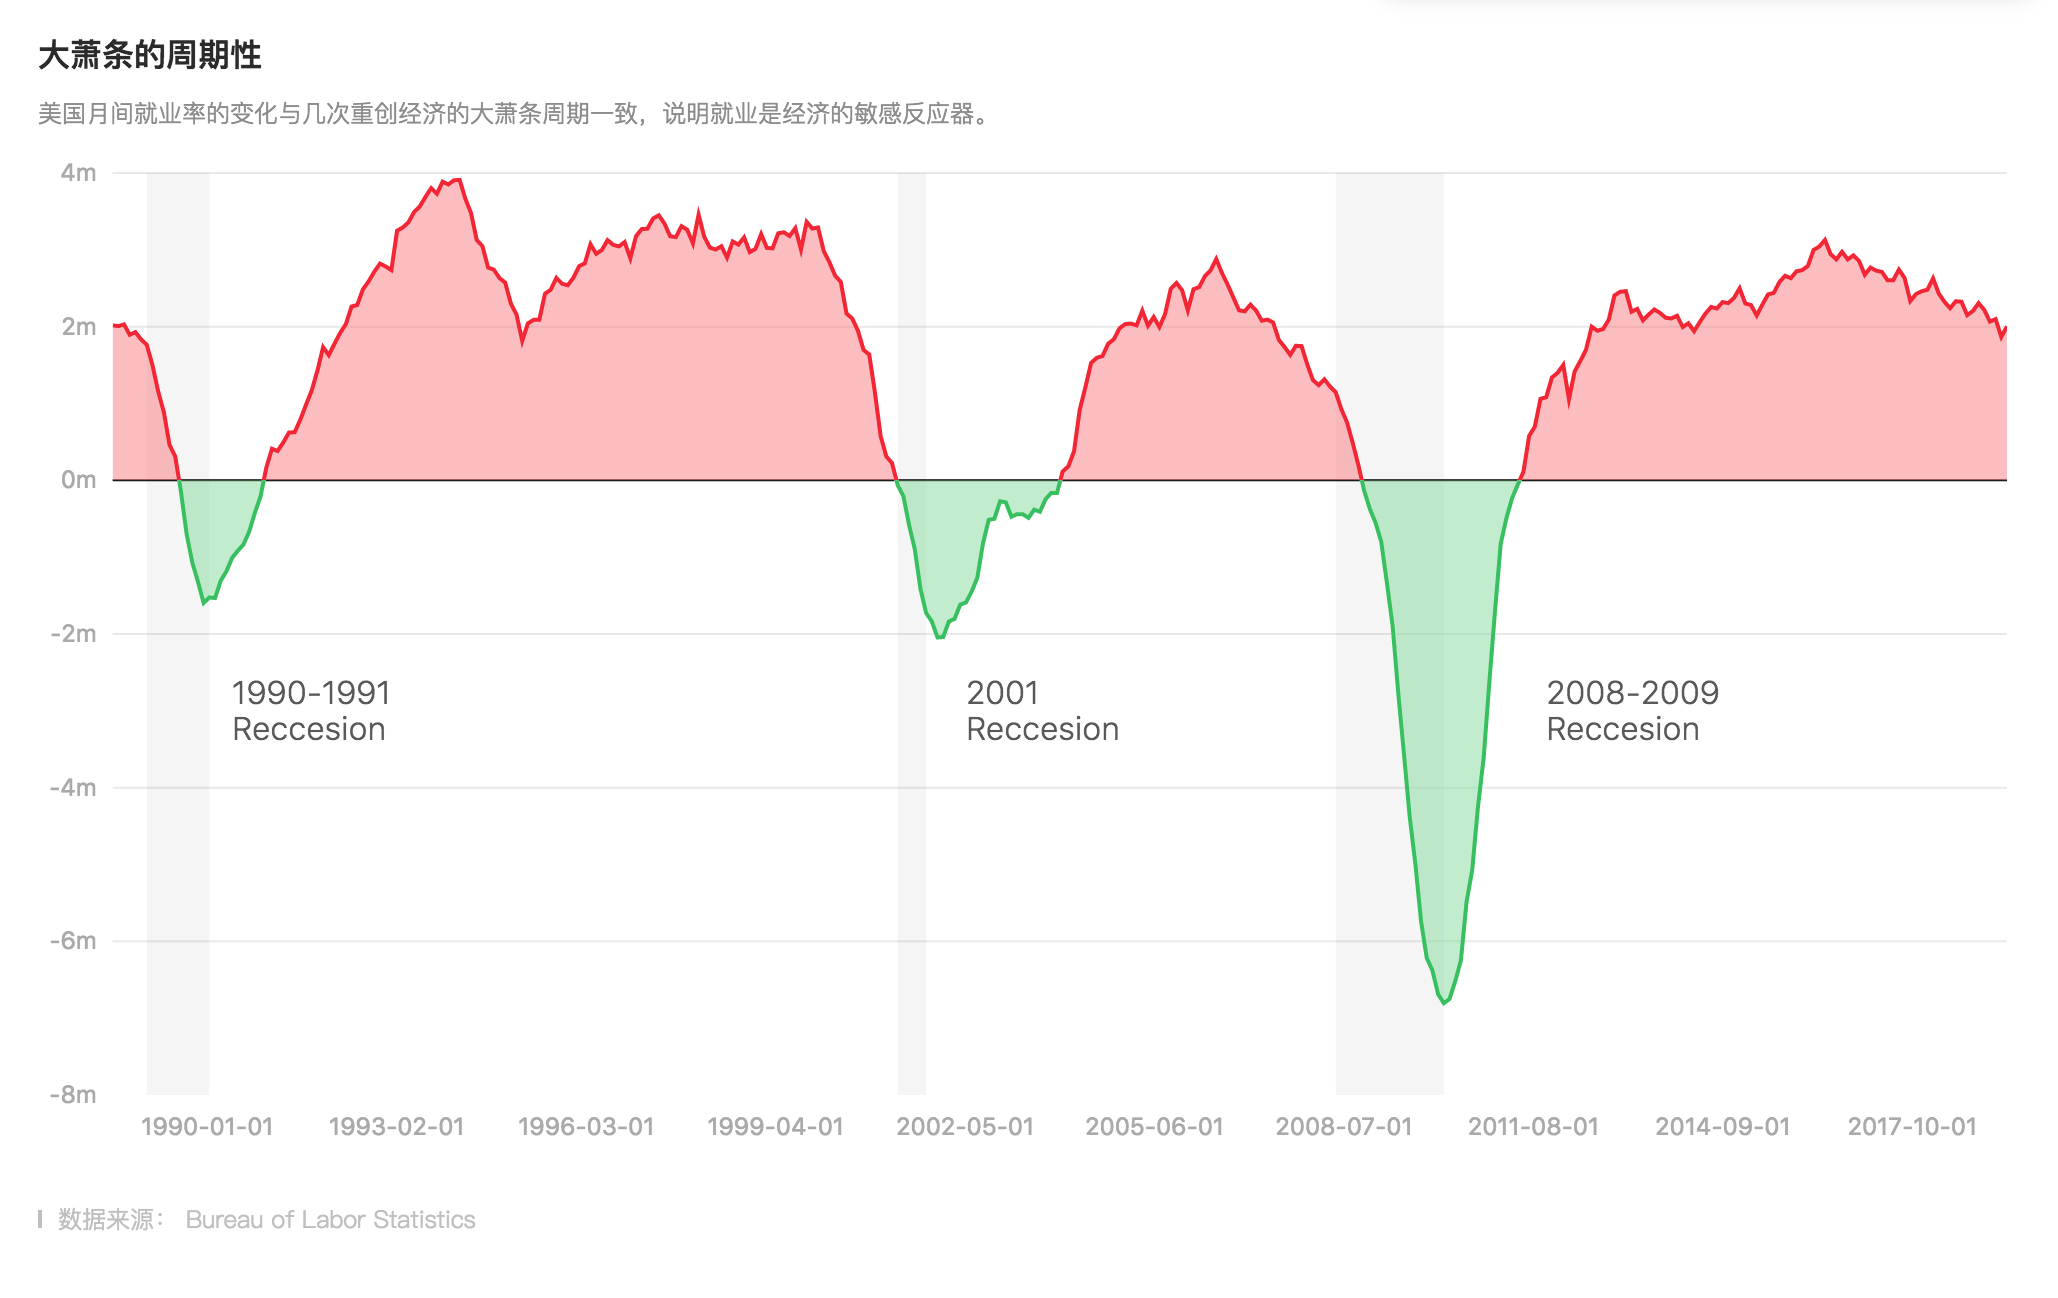 大萧条的周期性
美国月间就业率的变化与几次重创经济的大萧条周期一致，说明就业是经济的敏感反应器。
4m
2m
0m
-2m
-4m
-6m
-8m
1990-1991
Reccesion
2001
Reccesion
2008-2009
Reccesion
1990-01-01
1993-02-01
1996-03-01
1999-04-01
2002-05-01
2005-06-01
2008-07-01
2011-08-01
2014-09-01
2017-10-01
数据来源： Bureau of Labor Statistics